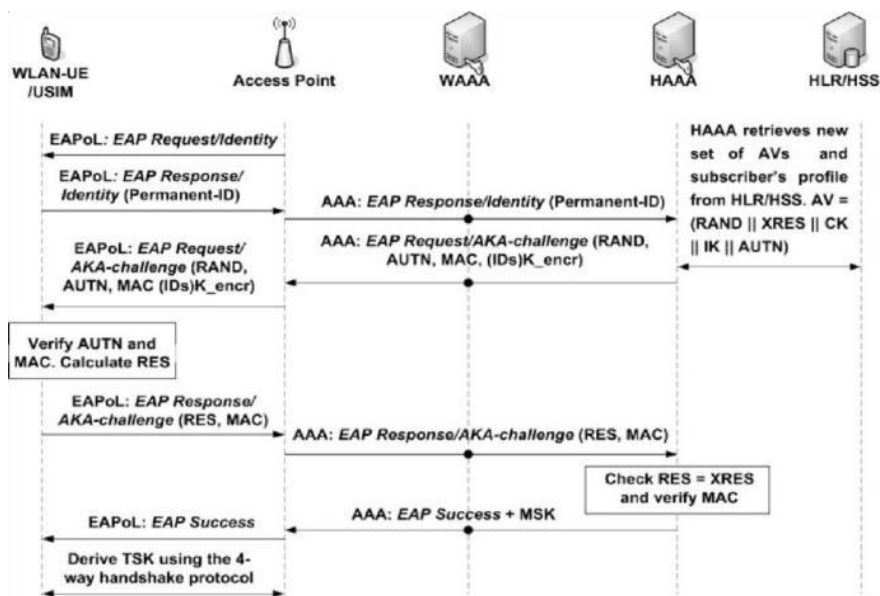 WLAN-UE
/USIM
Access Point
WAAA
HAAA
HLR/HSS
EAPoL: EAP Request/Identity
HAAA retrieves new
set of AVs and
subscriber's profile
from HLR/HSS. AV =
(RAND || XRES || CK
|| IK || AUTN)
EAPoL: EAP Response/
Identity (Permanent-ID)
AAA: EAP Response/Identity (Permanent-ID)
AAA: EAP Request/AKA-challenge (RAND,
AUTN, MAC, (IDs)K_encr)
EAPoL: EAP Request/
AKA-challenge (RAND,
AUTN, MAC (IDs)K_encr)
Verify AUTN and
MAC. Calculate RES
EAPoL: EAP Response/
AKA-challenge (RES, MAC)
AAA: EAP Response/AKA-challenge (RES, MAC)
Check RES = XRES
and verify MAC
AAA: EAP Success + MSK
EAPoL: EAP Success
Derive TSK using the 4-
way handshake protocol